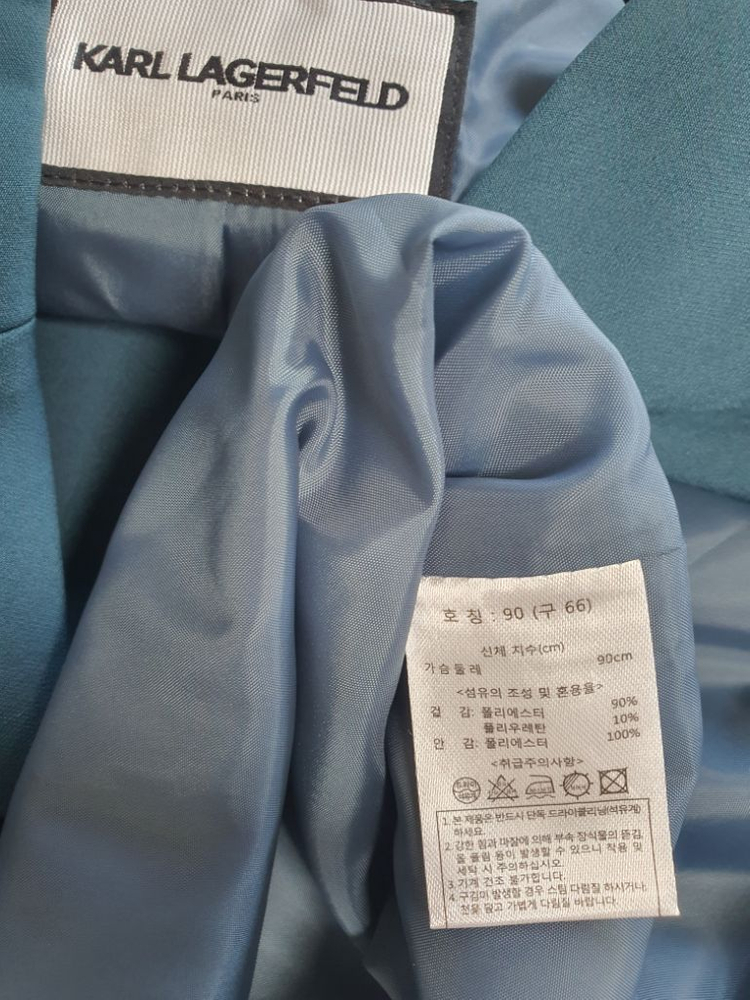 KARL LAGERFELD
PARIS
호 칭 : 90 (구 66)
신체 치수(cm)
가슴둘레 90cm
<섬유의 조성 및 혼용율>
겉 감: 폴리에스터 90%
폴리우레탄 10%
안 감: 폴리에스터 100%
<취급주의사항>
1. 본 제품은 반드시 단독 드라이클리닝(석유계)
하세요.
2. 강한 힘과 마찰에 의해 부속 장식물의 뜯김,
올 풀림 등이 발생할 수 있으니 착용 및
세탁 시 주의하십시오.
3. 기계 건조 불가합니다.
4. 구김이 발생할 경우 스팀 다림질 하시거나,
천을 덮고 가볍게 다림질 바랍니다.